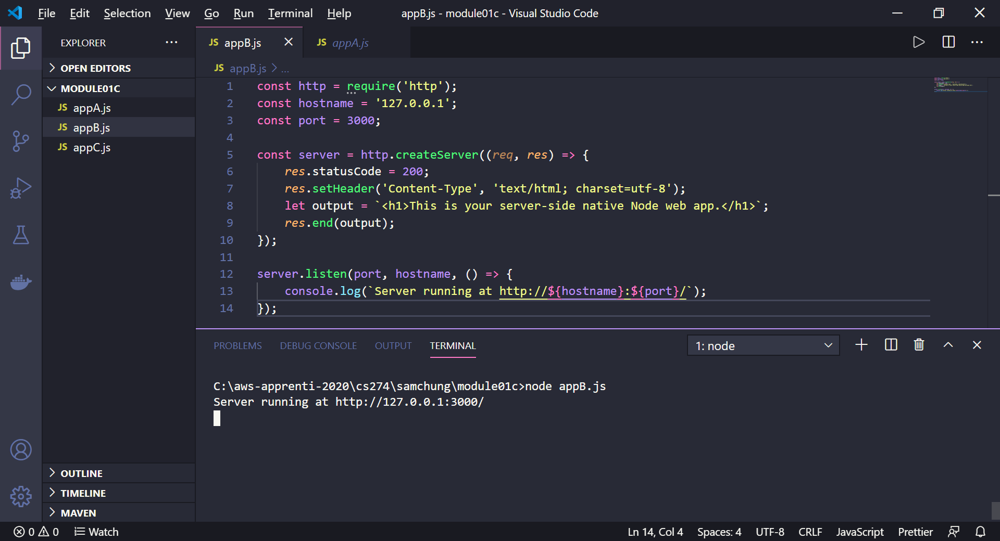 File Edit Selection View Go Run Terminal Help appB.js - module01c - Visual Studio Code
EXPLORER
OPEN EDITORS
MODULE01C
JS appA.js
JS appB.js
JS appC.js
OUTLINE
TIMELINE
MAVEN
JS appB.js JS appA.js
JS appB.js > ...
1 const http = require('http');
2 const hostname = '127.0.0.1';
3 const port = 3000;
4
5 const server = http.createServer((req, res) => {
6 res.statusCode = 200;
7 res.setHeader('Content-Type', 'text/html; charset=utf-8');
8 let output = `<h1>This is your server-side native Node web app.</h1>`;
9 res.end(output);
10 });
11
12 server.listen(port, hostname, () => {
13 console.log(`Server running at http://${hostname}:${port}/`);
14 });
PROBLEMS DEBUG CONSOLE OUTPUT TERMINAL 1: node
C:\aws-apprenti-2020\cs274\samchung\module01c>node appB.js
Server running at http://127.0.0.1:3000/
0 0 Watch Ln 14, Col 4 Spaces: 4 UTF-8 CRLF JavaScript Prettier